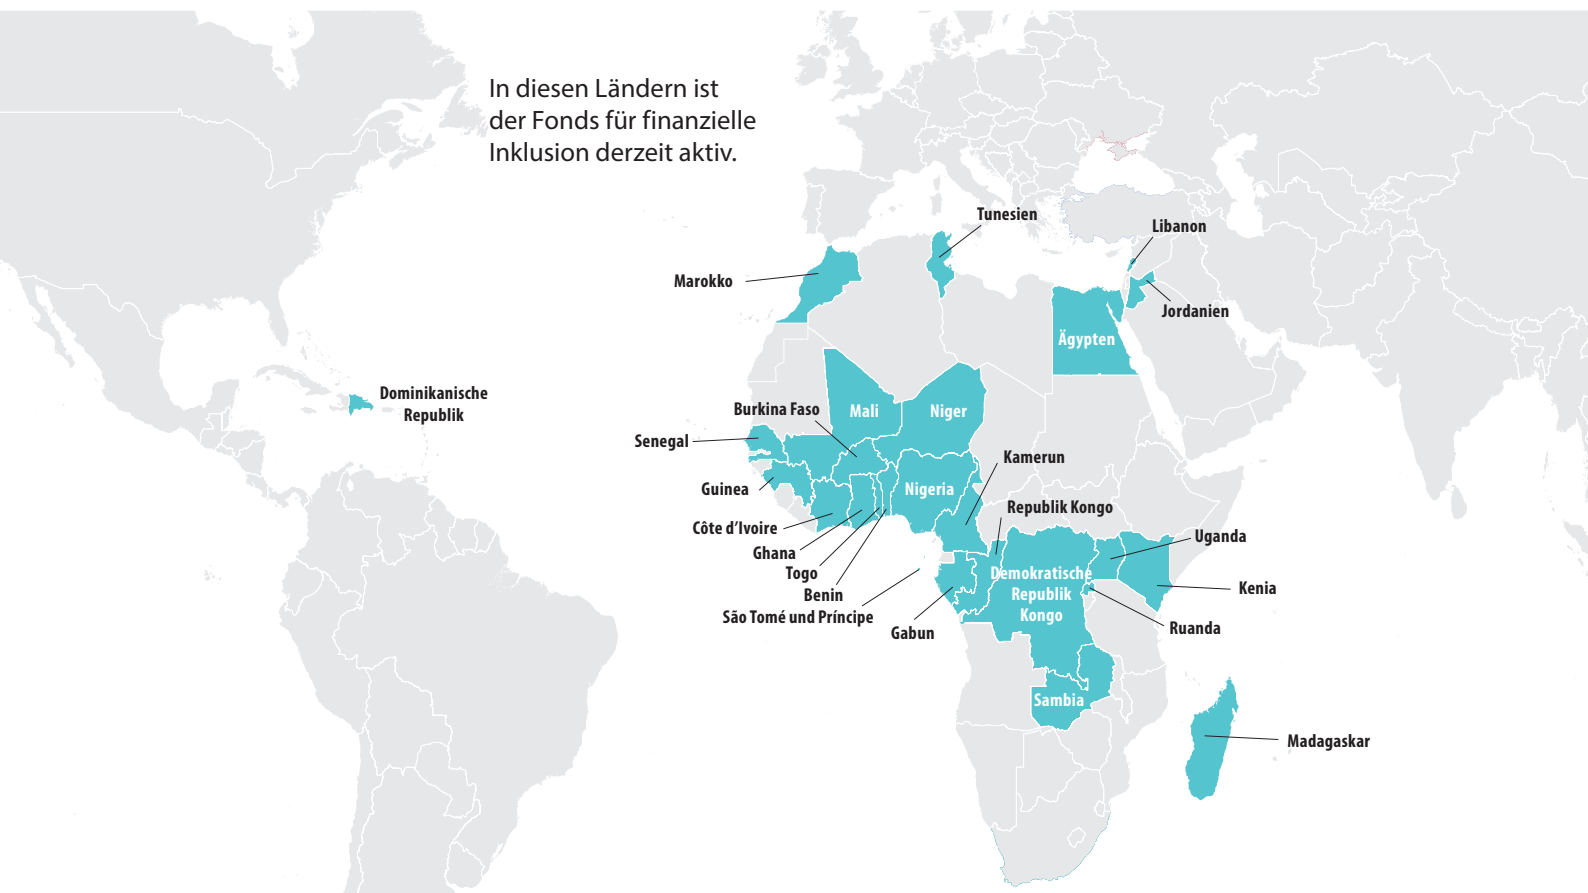 In diesen Ländern ist
der Fonds für finanzielle
Inklusion derzeit aktiv.
Tunesien
Libanon
Marokko
Jordanien
Ägypten
Dominikanische
Republik
Burkina Faso
Mali
Niger
Senegal
Kamerun
Guinea
Nigeria
Republik Kongo
Côte d’Ivoire
Ghana
Uganda
Togo
Demokratische
Republik
Kongo
Benin
Kenia
São Tomé und Príncipe
Gabun
Ruanda
Sambia
Madagaskar